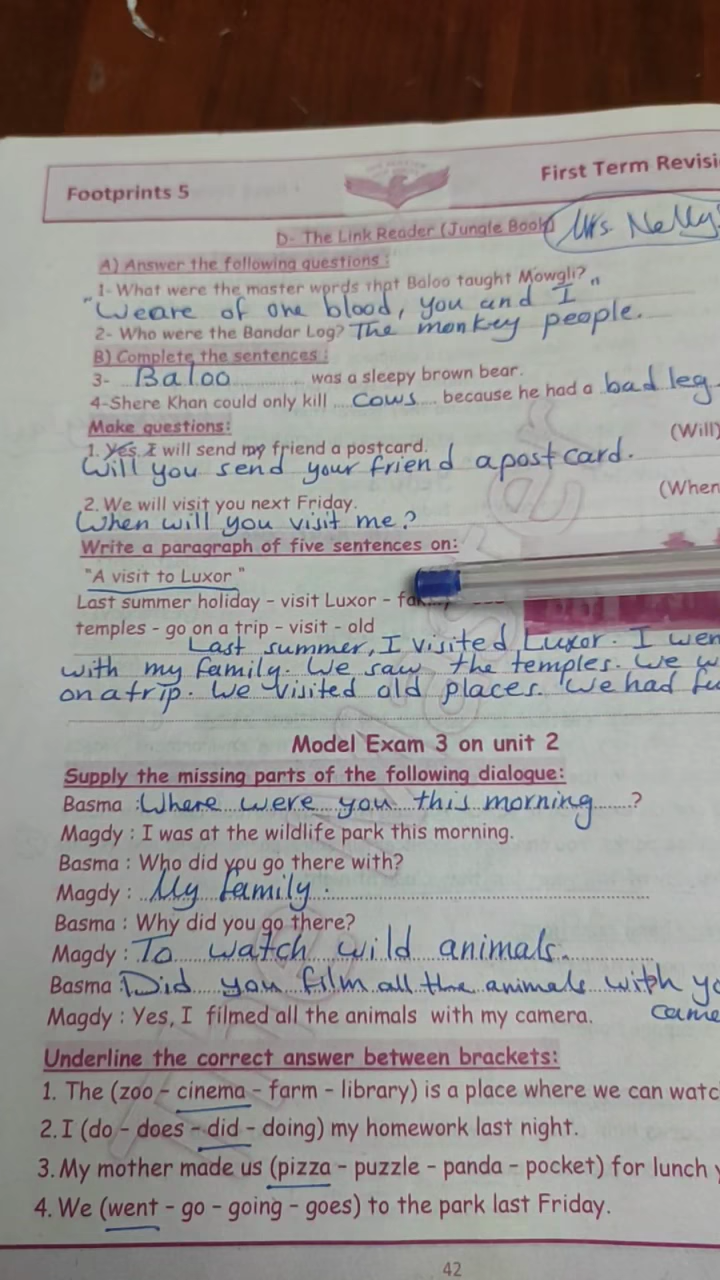 Footprints 5
First Term Revisi
D- The Link Reader (Jungle Book)
Mrs. Nelly
A) Answer the following questions :
1- What were the master words that Baloo taught Mowgli?
"We are of one blood, you and I"
2- Who were the Bandar Log? The monkey people.
B) Complete the sentences :
3- Baloo was a sleepy brown bear.
4-Shere Khan could only kill cows because he had a bad leg.
Make questions:
1. Yes, I will send my friend a postcard. (Will)
Will you send your friend a postcard.
2. We will visit you next Friday. (When
When will you visit me?
Write a paragraph of five sentences on:
"A visit to Luxor "
Last summer holiday - visit Luxor -
temples - go on a trip - visit - old
Last summer, I visited Luxor. I wen
with my family. We saw the temples. We w
on a trip. We visited old places. We had fu
Model Exam 3 on unit 2
Supply the missing parts of the following dialogue:
Basma : Where were you this morning ?
Magdy : I was at the wildlife park this morning.
Basma : Who did you go there with?
Magdy : My family.
Basma : Why did you go there?
Magdy : To watch wild animals.
Basma : Did you film all the animals with yo
came
Magdy : Yes, I filmed all the animals with my camera.
Underline the correct answer between brackets:
1. The (zoo - cinema - farm - library) is a place where we can watc
2. I (do - does - did - doing) my homework last night.
3. My mother made us (pizza - puzzle - panda - pocket) for lunch y
4. We (went - go - going - goes) to the park last Friday.
42
The Master